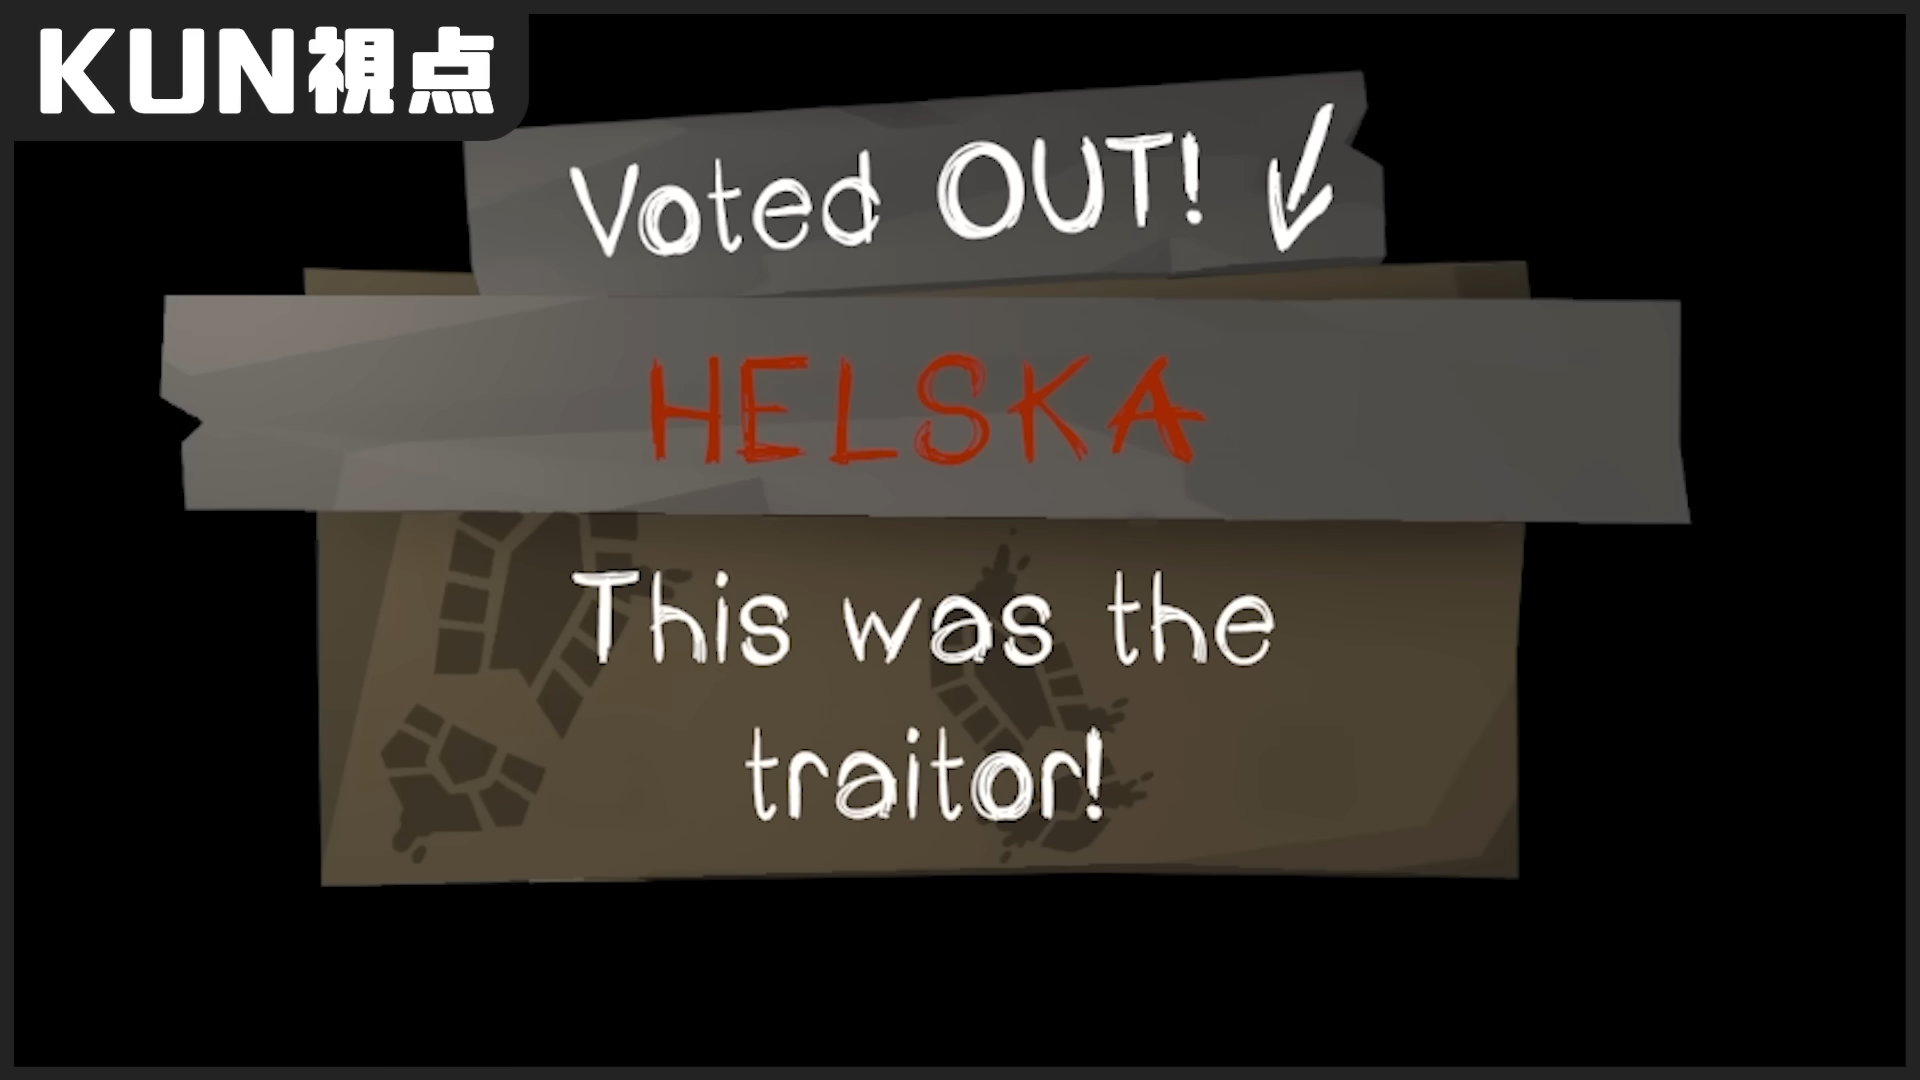 KUN視点
Voted OUT!
HELSKA
This was the
traitor!